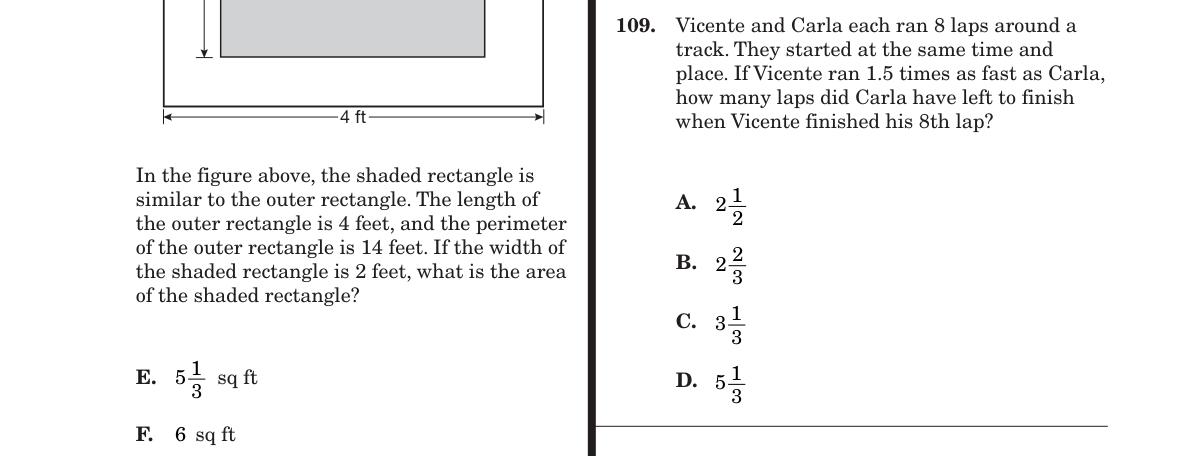 4 ft
In the figure above, the shaded rectangle is
similar to the outer rectangle. The length of
the outer rectangle is 4 feet, and the perimeter
of the outer rectangle is 14 feet. If the width of
the shaded rectangle is 2 feet, what is the area
of the shaded rectangle?
E. 5 1/3 sq ft
F. 6 sq ft
109. Vicente and Carla each ran 8 laps around a
track. They started at the same time and
place. If Vicente ran 1.5 times as fast as Carla,
how many laps did Carla have left to finish
when Vicente finished his 8th lap?
A. 2 1/2
B. 2 2/3
C. 3 1/3
D. 5 1/3